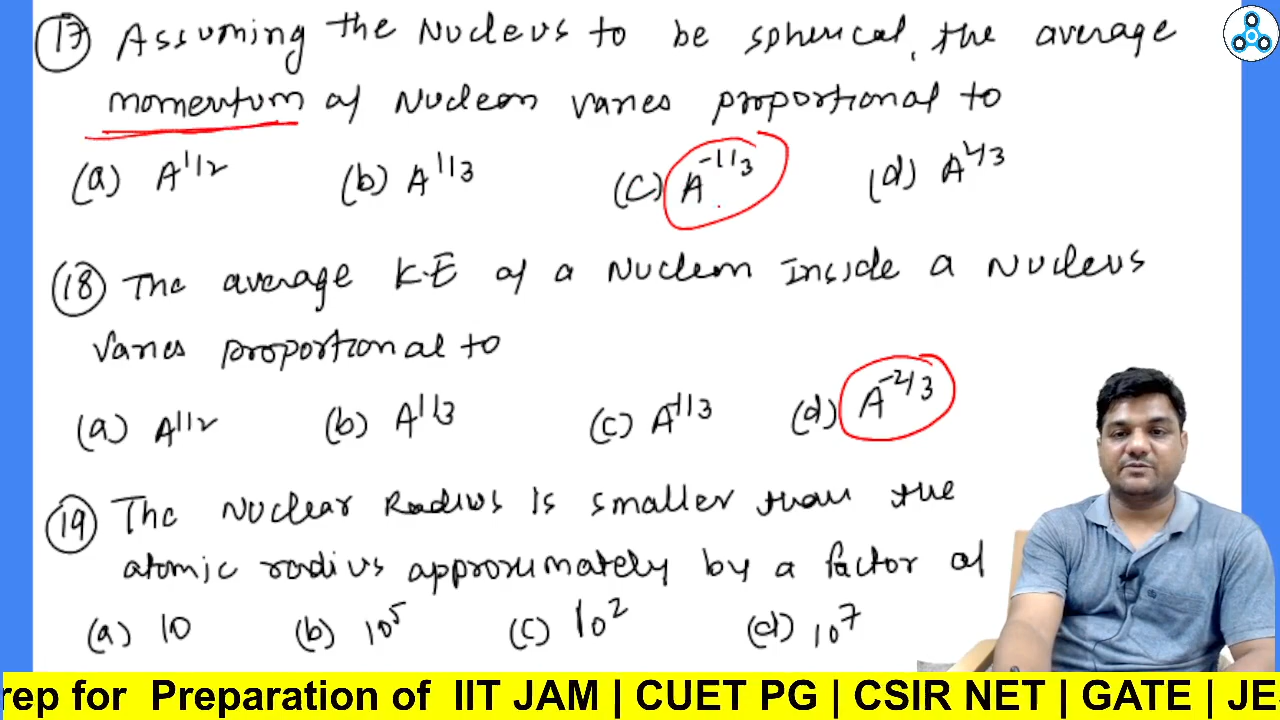 (17) Assuming the Nucleus to be spherical, the average
momentum of Nucleon varies proportional to
(a) A^1/2 (b) A^1/3 (c) A^-1/3 (d) A^2/3
(18) The average K.E of a Nucleon Inside a Nucleus
varies proportional to
(a) A^1/2 (b) A^1/3 (c) A^-1/3 (d) A^-2/3
(19) The Nuclear Radius is smaller than the
atomic radius approximately by a factor of
(a) 10 (b) 10^5 (c) 10^2 (d) 10^7
rep for Preparation of IIT JAM | CUET PG | CSIR NET | GATE | JE